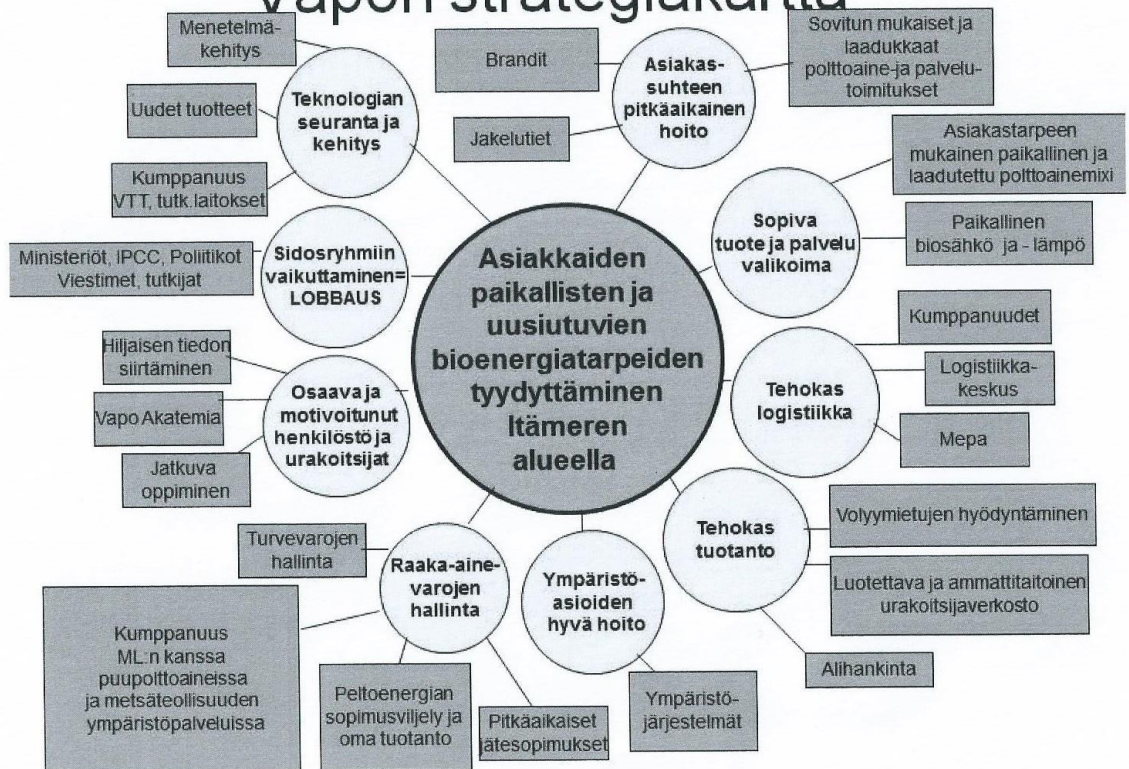 Vapon strategiakartta
Menetelmä-
kehitys
Uudet tuotteet
Kumppanuus
VTT, tutk.laitokset
Teknologian
seuranta ja
kehitys
Brandit
Jakelutiet
Asiakas-
suhteen
pitkäaikainen
hoito
Sovitun mukaiset ja
laadukkaat
polttoaine-ja palvelu-
toimitukset
Asiakastarpeen
mukainen paikallinen ja
laadutettu polttoainemixi
Sopiva
tuote ja palvelu
valikoima
Paikallinen
biosähkö ja - lämpö
Ministeriöt, IPCC, Poliitikot
Viestimet, tutkijat
Sidosryhmiin
vaikuttaminen=
LOBBAUS
Asiakkaiden
paikallisten ja
uusiutuvien
bioenergiatarpeiden
tyydyttäminen
Itämeren
alueella
Kumppanuudet
Logistiikka-
keskus
Mepa
Tehokas
logistiikka
Hiljaisen tiedon
siirtäminen
Vapo Akatemia
Jatkuva
oppiminen
Osaava ja
motivoitunut
henkilöstö ja
urakoitsijat
Tehokas
tuotanto
Volyymietujen hyödyntäminen
Luotettava ja ammattitaitoinen
urakoitsijaverkosto
Alihankinta
Turvevarojen
hallinta
Raaka-aine-
varojen
hallinta
Ympäristö-
asioiden
hyvä hoito
Kumppanuus
ML:n kanssa
puupolttoaineissa
ja metsäteollisuuden
ympäristöpalveluissa
Peltoenergian
sopimusviljely ja
oma tuotanto
Pitkäaikaiset
jätesopimukset
Ympäristö-
järjestelmät